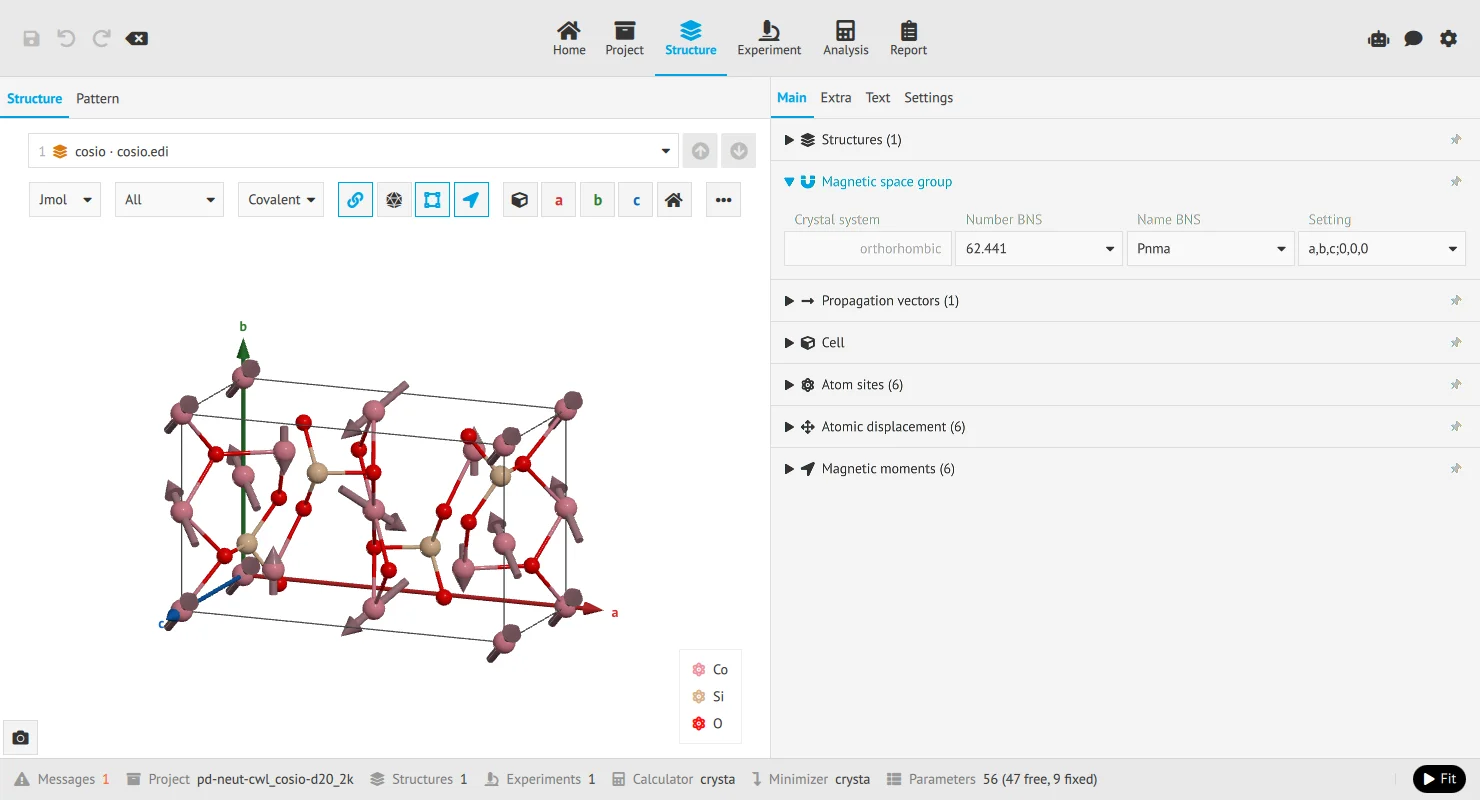 Home
Project
Structure
Experiment
Analysis
Report
Structure
Pattern
Main
Extra
Text
Settings
1 cosio · cosio.edi
Jmol
All
Covalent
a
b
c
•••
Structures (1)
Magnetic space group
Crystal system
Number BNS
Name BNS
Setting
orthorhombic
62.441
Pnma
a,b,c;0,0,0
Propagation vectors (1)
Cell
Atom sites (6)
Atomic displacement (6)
Magnetic moments (6)
b
a
c
Co
Si
O
Messages 1
Project pd-neut-cwl_cosio-d20_2k
Structures 1
Experiments 1
Calculator crysta
Minimizer crysta
Parameters 56 (47 free, 9 fixed)
Fit